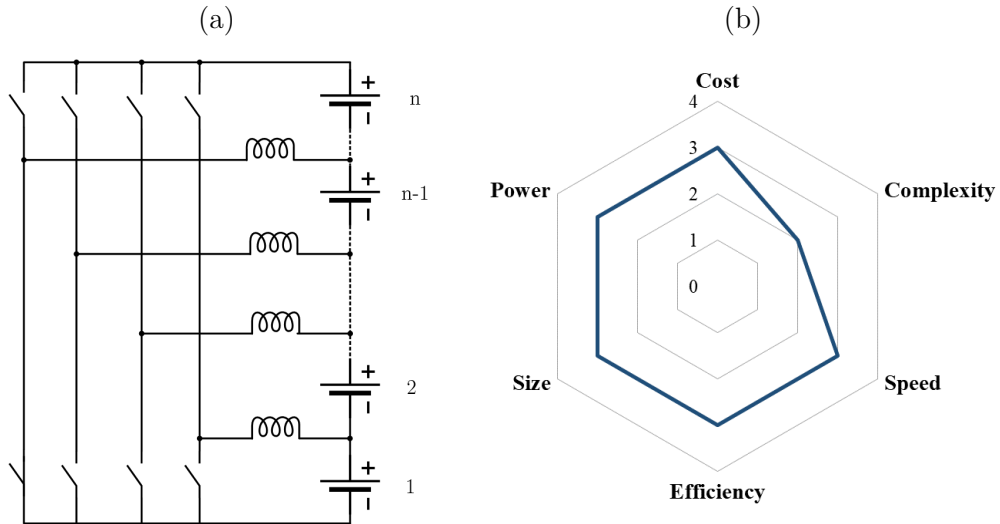 (a)
+
n
+
n-1
+
2
+
1
(b)
Cost
4
3
Power
Complexity
2
1
0
Size
Speed
Efficiency